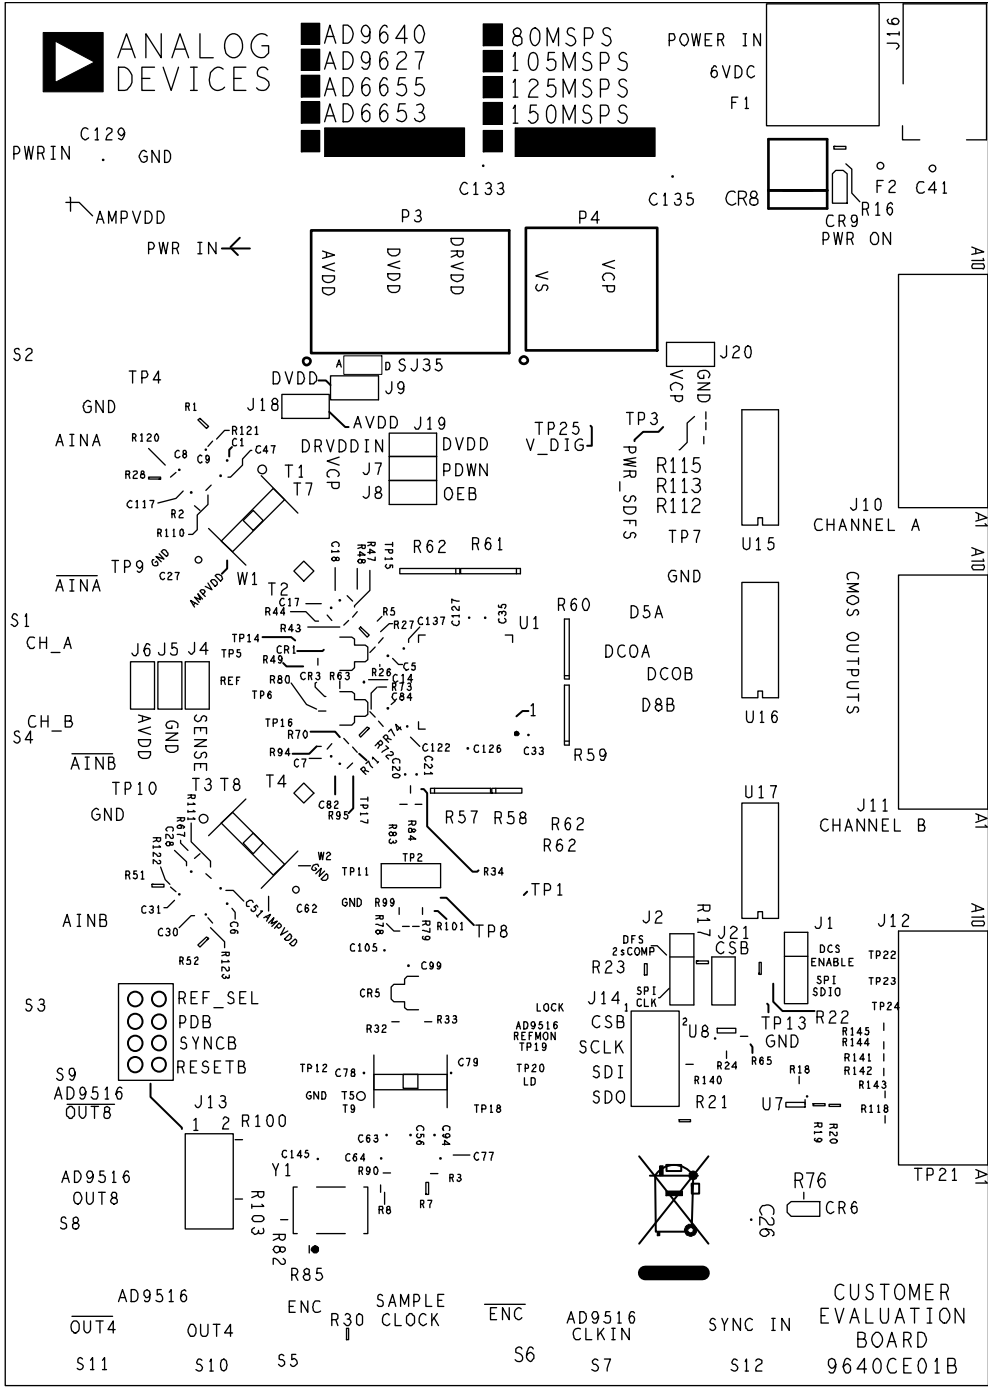 ANALOG
DEVICES
AD9640
AD9627
AD6655
AD6653
80MSPS
105MSPS
125MSPS
150MSPS
POWER IN
6VDC
F1
J16
C129
PWRIN
GND
C133
C135
CR8
F2
C41
R16
CR9
PWR ON
AMPVDD
PWR IN
P3
P4
AVDD
DVDD
DRVDD
VS
VCP
A10
S2
A
D
SJ35
J20
VCP
GND
TP4
GND
DVDD
J9
J18
AVDD
J19
R1
R121
AINA
R120
C8
C9
C1
C47
R28
C117
R2
R110
T1
T7
DRVDDIN
DVDD
VCP
J7
PDWN
J8
OEB
TP25
V_DIG
TP3
PWR_SDFS
R115
R113
R112
TP7
GND
U15
J10
CHANNEL A
A1
A10
TP9
GND
C27
AINA
AMPVDD
W1
T2
C18
R48
R47
TP15
R62
R61
C17
R44
R43
R5
R27
C137
C127
C35
U1
R60
D5A
DCOA
DCOB
D8B
CMOS OUTPUTS
S1
CH_A
J6
J5
J4
TP5
REF
TP14
CR1
R49
CR3
R63
R80
TP6
R26
C5
C14
R73
C84
CH_B
S4
AVDD
GND
SENSE
TP16
R70
R94
C7
R71
R72
R74
C122
C126
C33
1
C20
C21
R59
U16
AINB
TP10
GND
T3
T8
T4
C82
R95
TP17
R83
R84
R57
R58
R62
R62
U17
J11
CHANNEL B
A1
R111
R67
C28
R122
R51
C31
C30
R52
R123
C6
C51
AMPVDD
W2
GND
C62
AINB
TP11
TP2
R34
GND
R99
R78
R79
R101
TP8
TP1
C105
C99
CR5
R32
R33
J2
R17
J21
CSB
J1
J12
A10
DFS
2sCOMP
DCS
ENABLE
R23
SPI
CLK
SPI
SDIO
TP22
TP23
TP24
S3
REF_SEL
PDB
SYNCB
RESETB
LOCK
AD9516
REFMON
TP19
TP20
LD
J14
1
2
CSB
SCLK
SDI
SDO
U8
R24
R65
R140
R21
TP13
GND
R22
R145
R144
R141
R142
R143
R118
R18
U7
R19
R20
S9
AD9516
OUT8
TP12
C78
C79
GND
T5
T9
TP18
J13
1
2
R100
C63
C56
C94
C145
C64
C77
Y1
R90
R3
R8
R7
AD9516
OUT8
S8
R103
R82
R85
TP21
A1
R76
C26
CR6
AD9516
OUT4
OUT4
S11
S10
ENC
R30
SAMPLE
CLOCK
S5
ENC
S6
AD9516
CLKIN
S7
SYNC IN
S12
CUSTOMER
EVALUATION
BOARD
9640CE01B